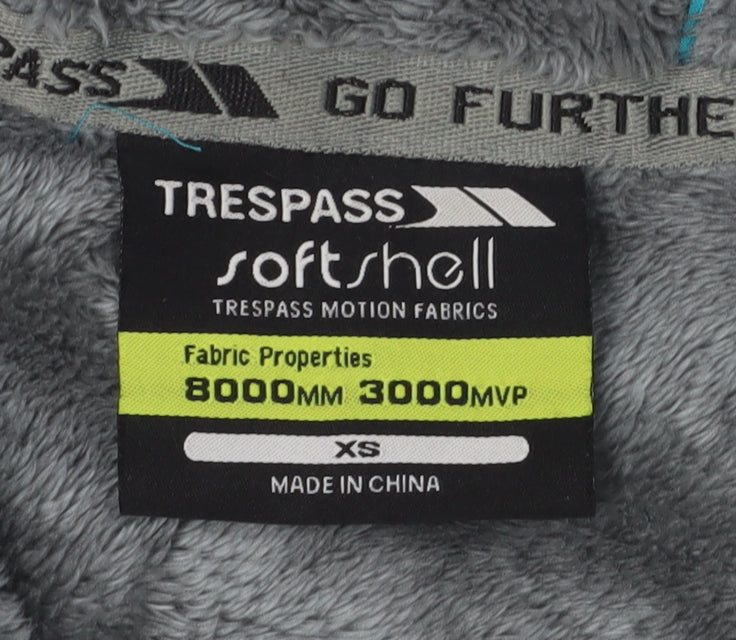 PASS GO FURTHE
TRESPASS
softshell
TRESPASS MOTION FABRICS
Fabric Properties
8000MM 3000MVP
XS
MADE IN CHINA